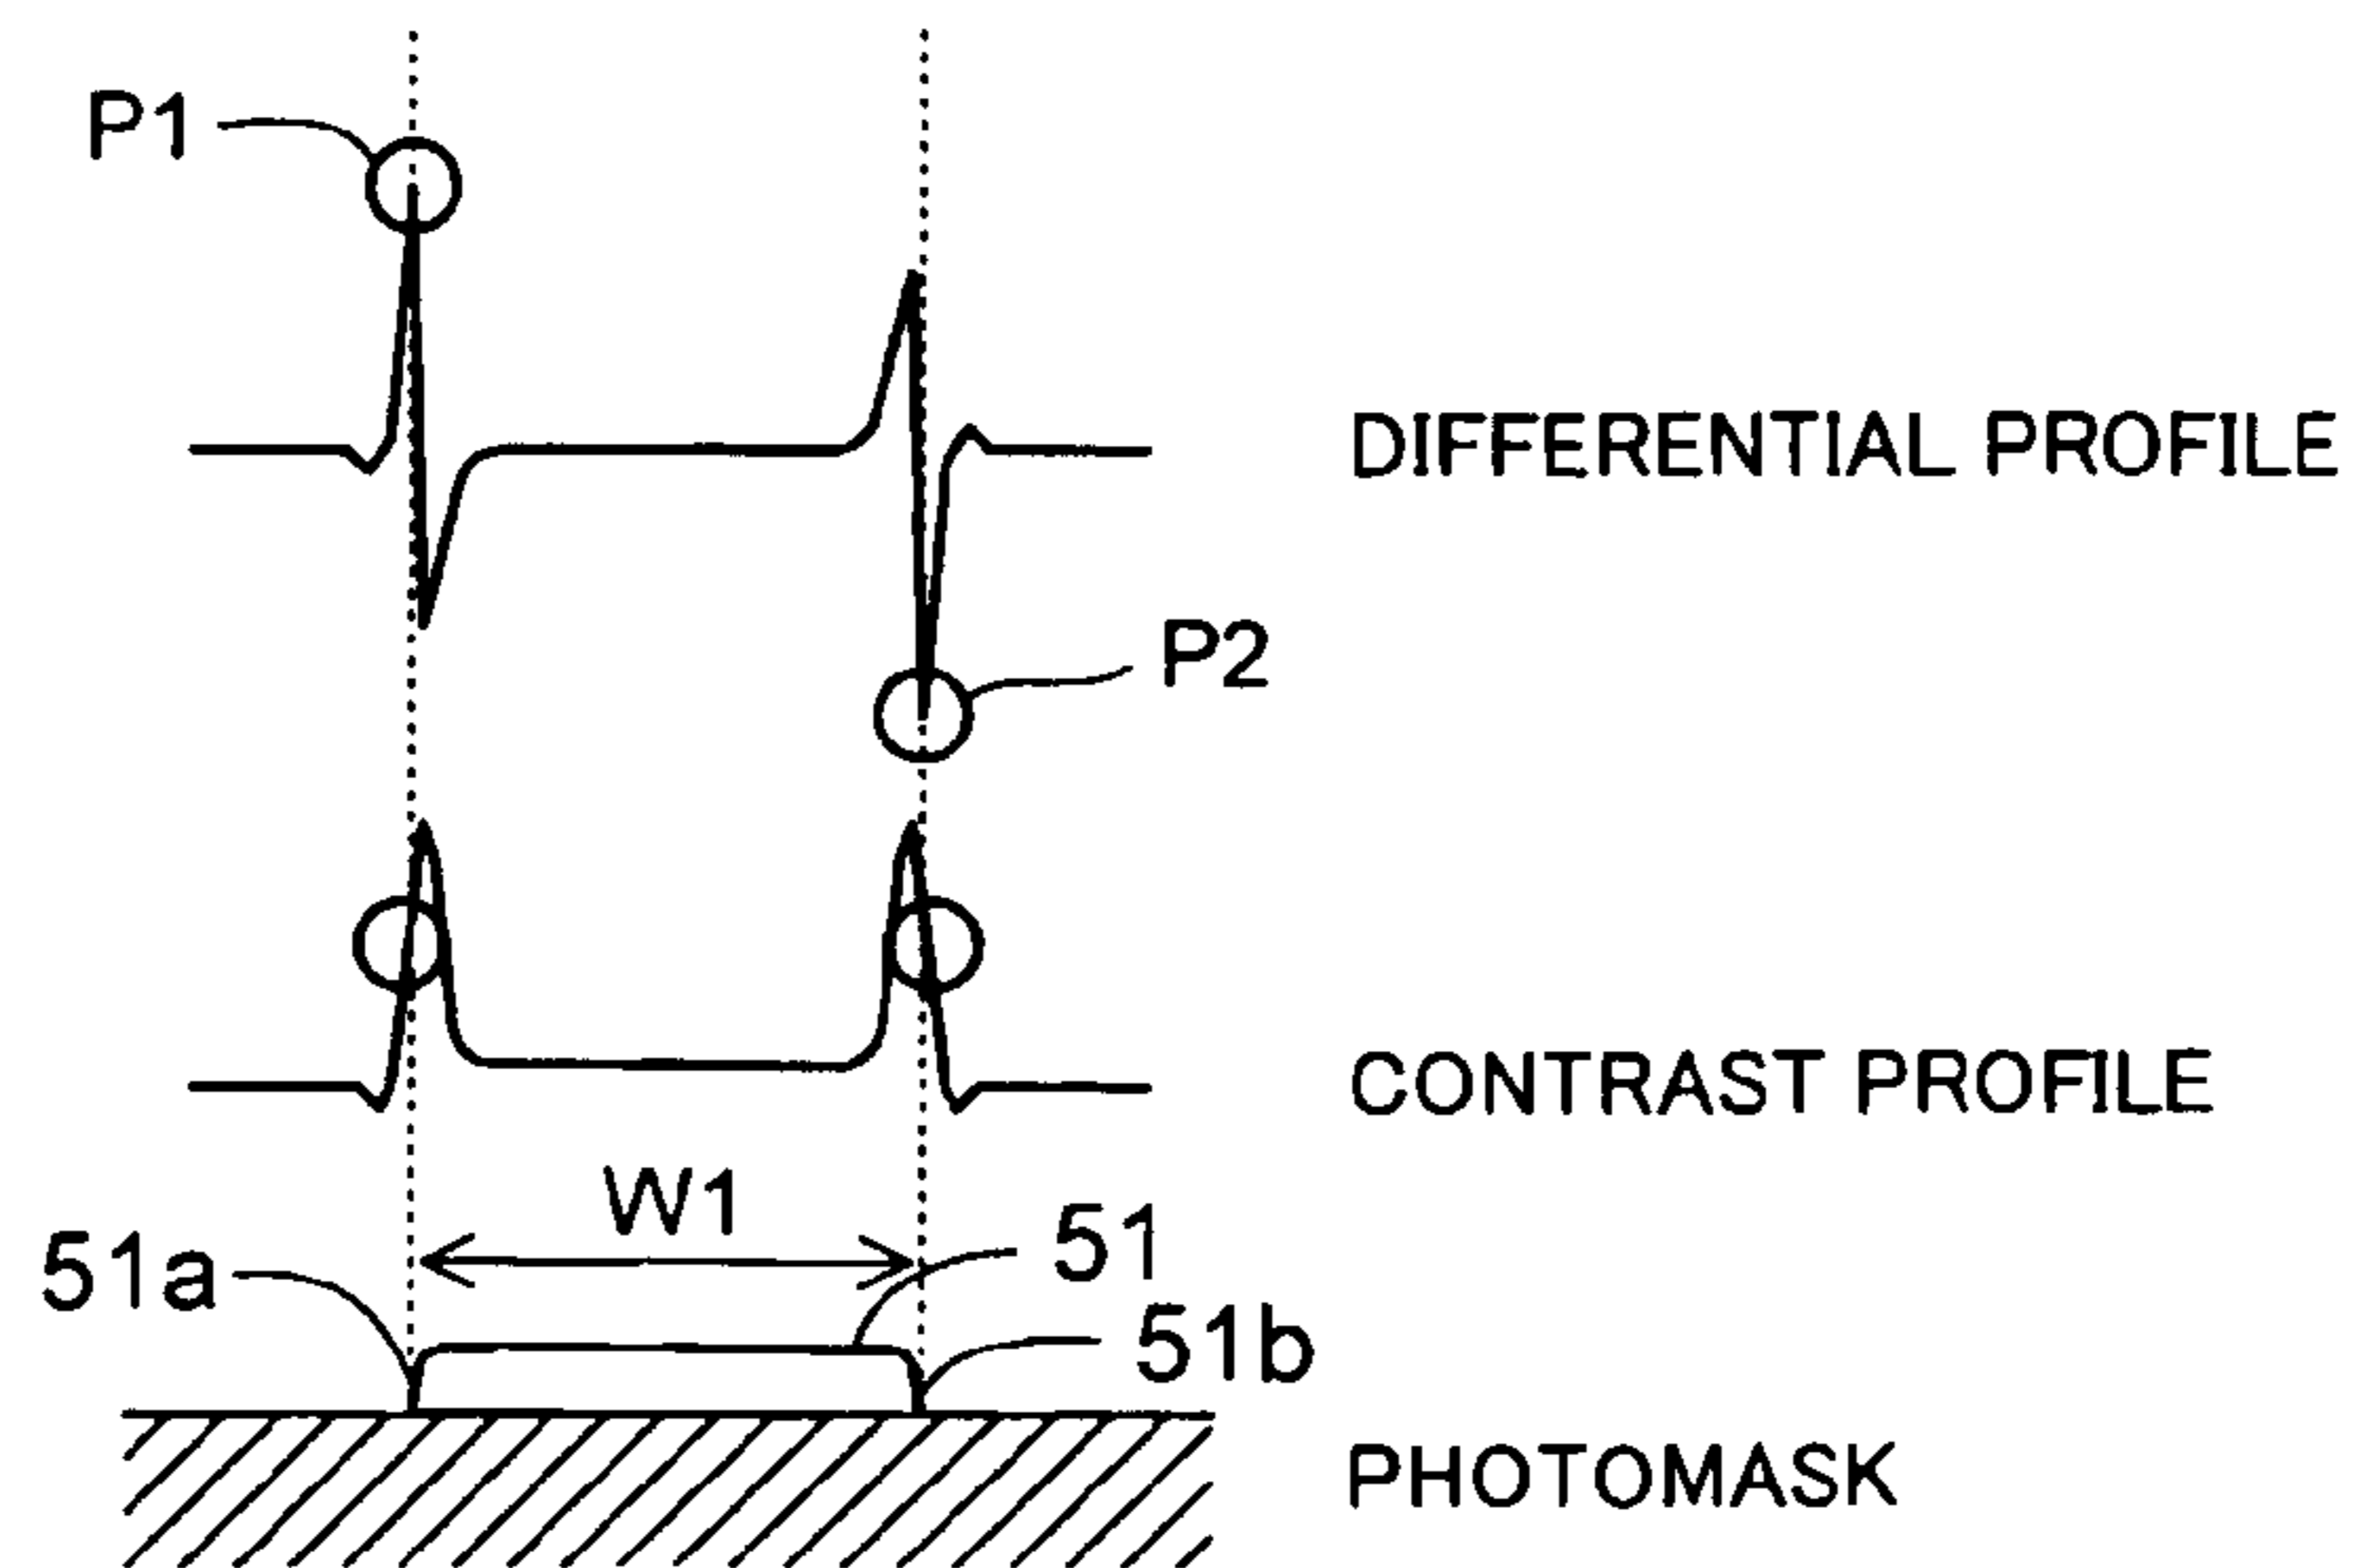 P1
DIFFERENTIAL PROFILE
P2
CONTRAST PROFILE
W1
51
51a
51b
PHOTOMASK